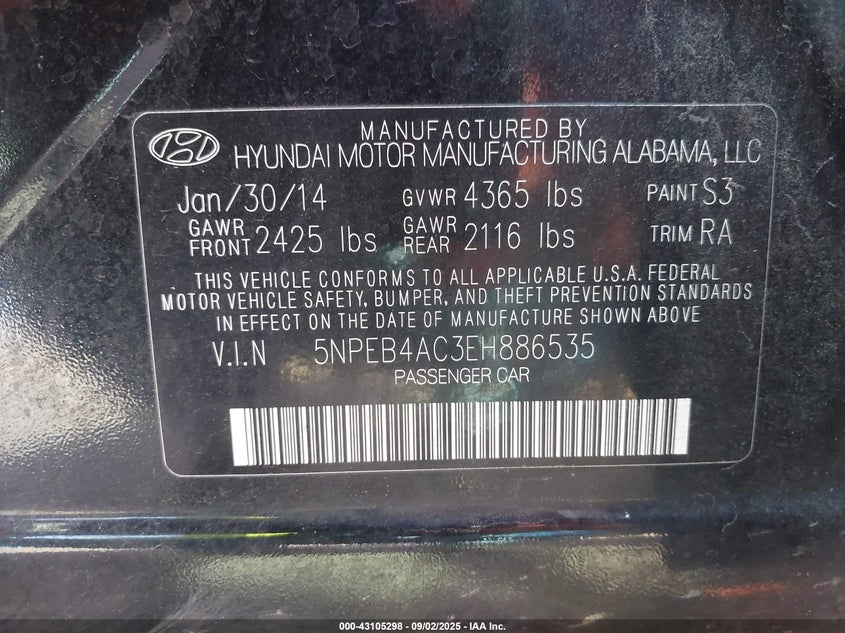 MANUFACTURED BY
HYUNDAI MOTOR MANUFACTURING ALABAMA, LLC
Jan/30/14 GVWR 4365 lbs PAINT S3
GAWR FRONT 2425 lbs GAWR REAR 2116 lbs TRIM RA
THIS VEHICLE CONFORMS TO ALL APPLICABLE U.S.A. FEDERAL
MOTOR VEHICLE SAFETY, BUMPER, AND THEFT PREVENTION STANDARDS
IN EFFECT ON THE DATE OF MANUFACTURE SHOWN ABOVE
V.I.N 5NPEB4AC3EH886535
PASSENGER CAR
000-43105298 - 09/02/2025 - IAA Inc.